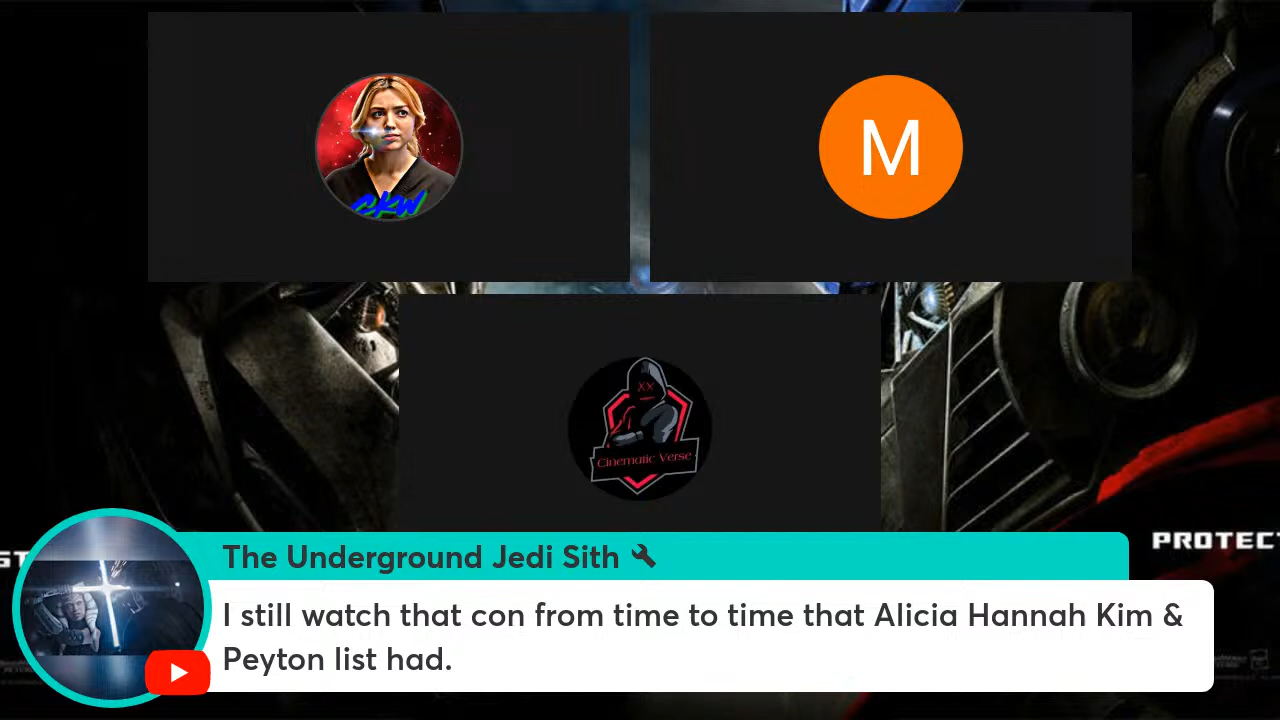 CKW
M
Cinematic Verse
The Underground Jedi Sith
PROTECT
I still watch that con from time to time that Alicia Hannah Kim &
Peyton list had.